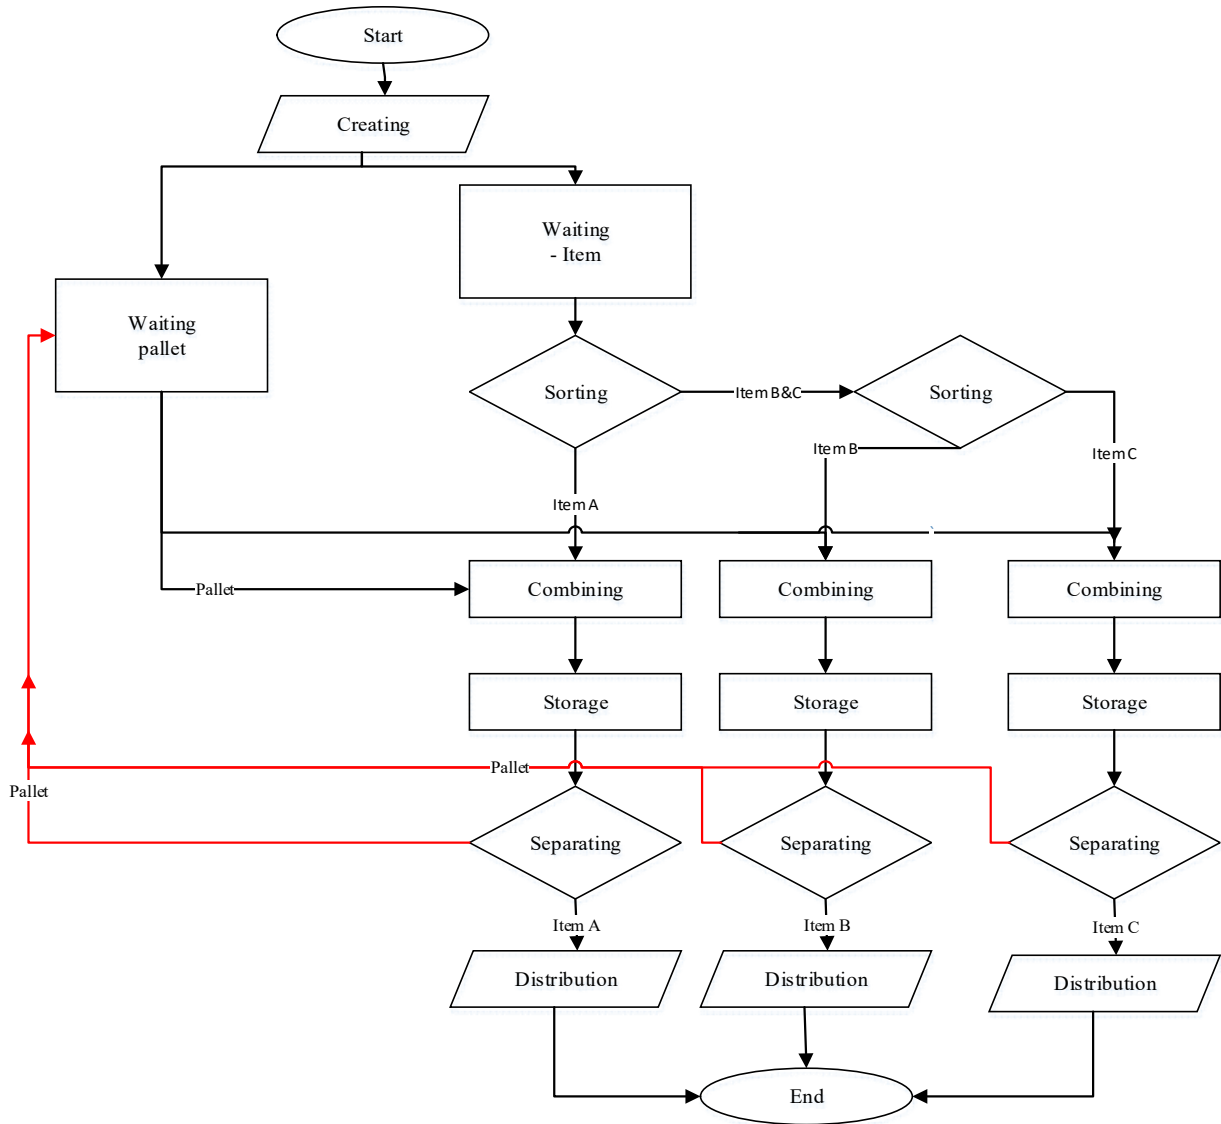 Start
Creating
Waiting
- Item
Waiting
pallet
Sorting
Item B&C
Sorting
Item B
Item C
Item A
`
Pallet
Combining
Combining
Combining
Storage
Storage
Storage
Pallet
Pallet
Separating
Separating
Separating
Item A
Item B
Item C
Distribution
Distribution
Distribution
End